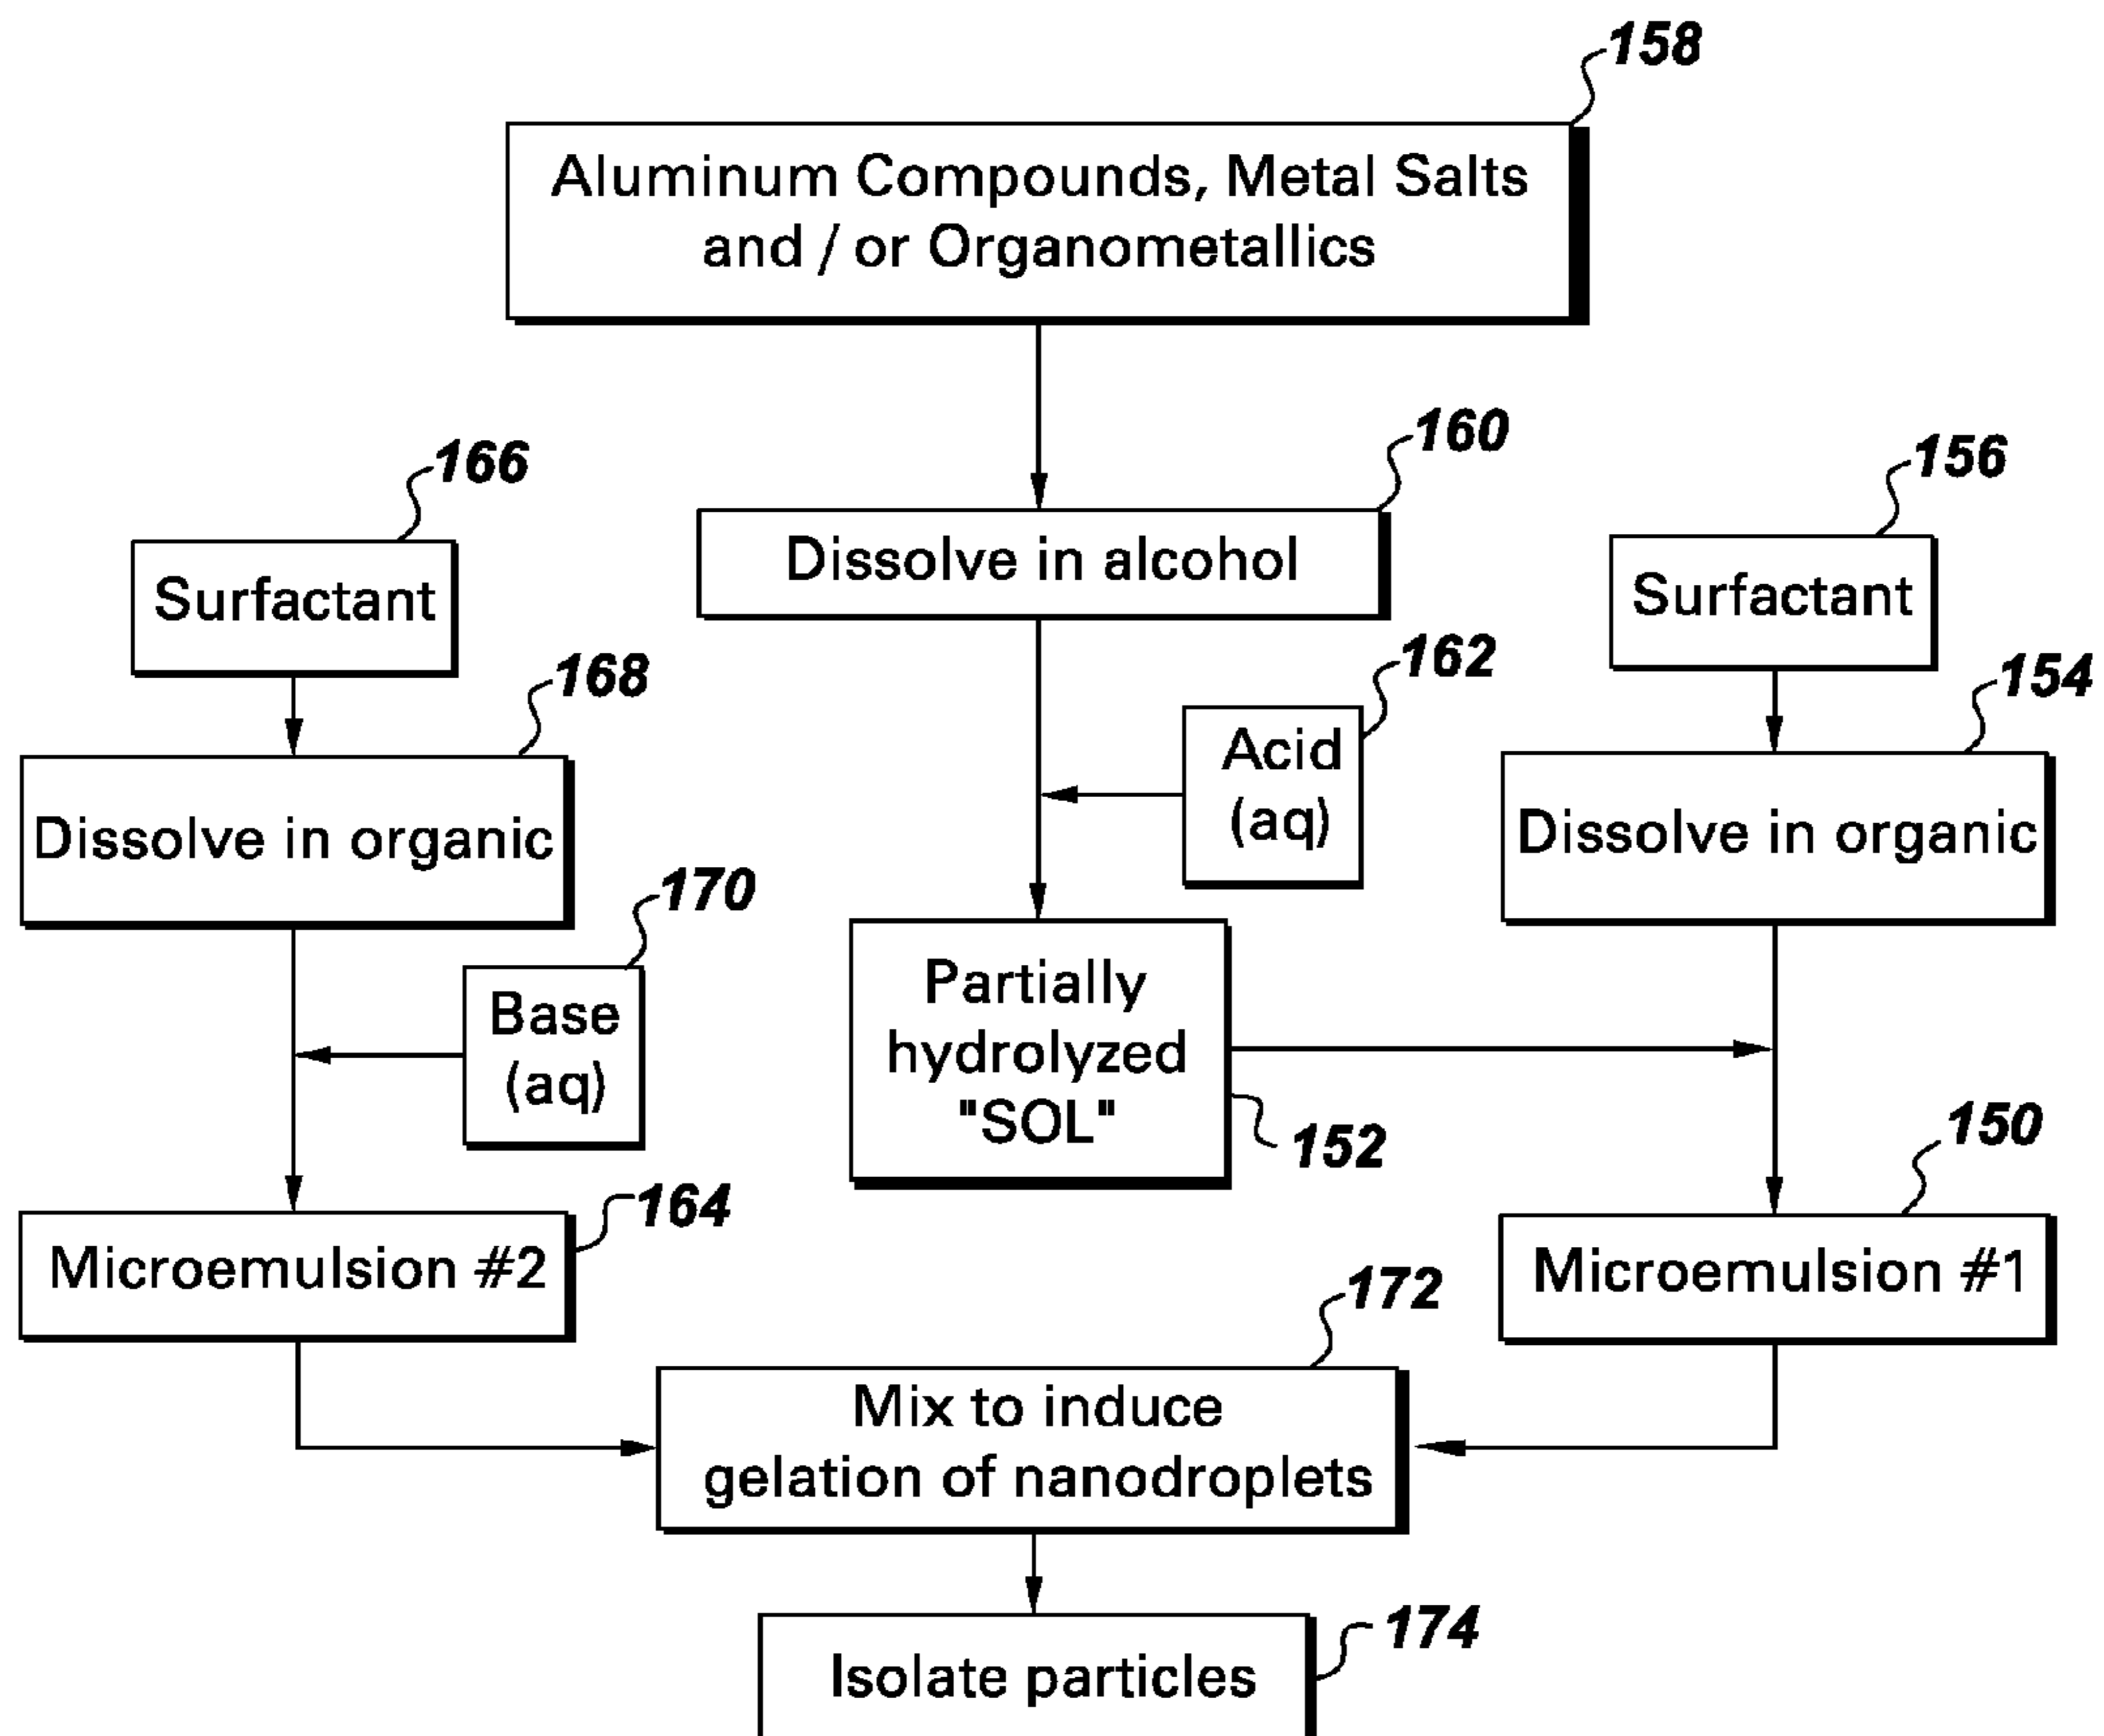 158
Aluminum Compounds, Metal Salts
and / or Organometallics
160
Dissolve in alcohol
166
Surfactant
156
Surfactant
162
Acid
(aq)
168
Dissolve in organic
154
Dissolve in organic
170
Base
(aq)
Partially
hydrolyzed
"SOL"
152
164
Microemulsion #2
150
Microemulsion #1
172
Mix to induce
gelation of nanodroplets
174
Isolate particles